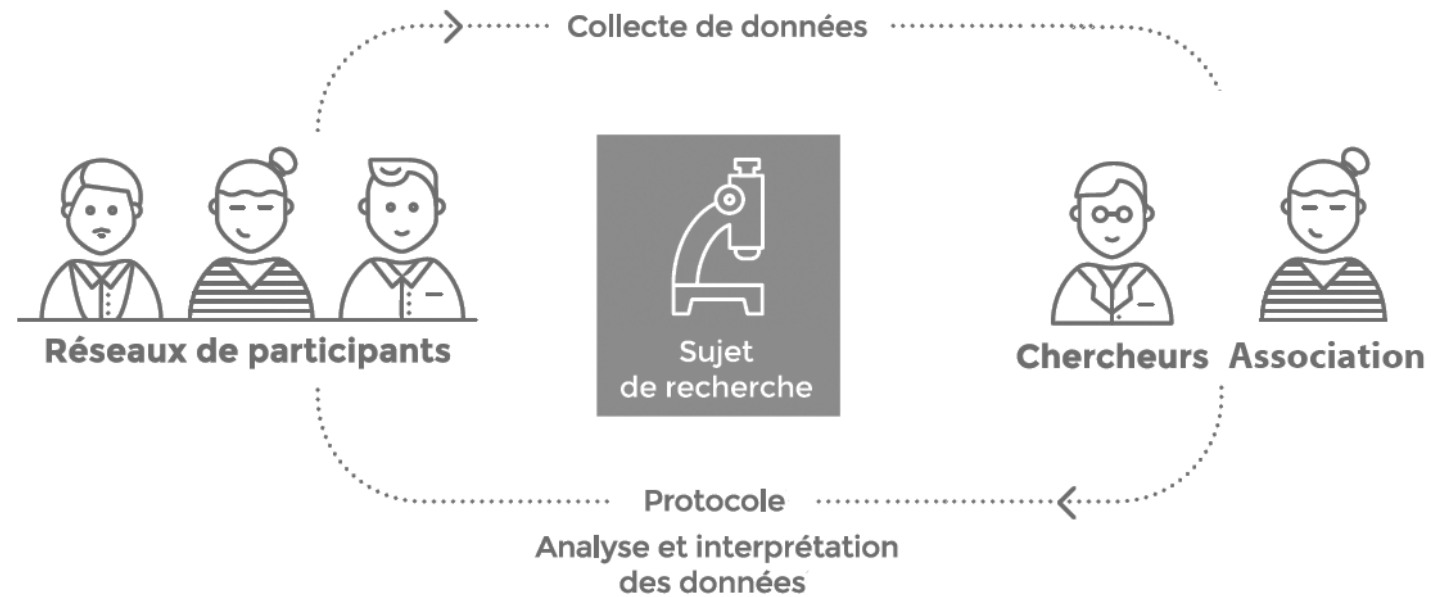 Collecte de données
Réseaux de participants
Sujet
de recherche
Chercheurs Association
Protocole
Analyse et interprétation
des données